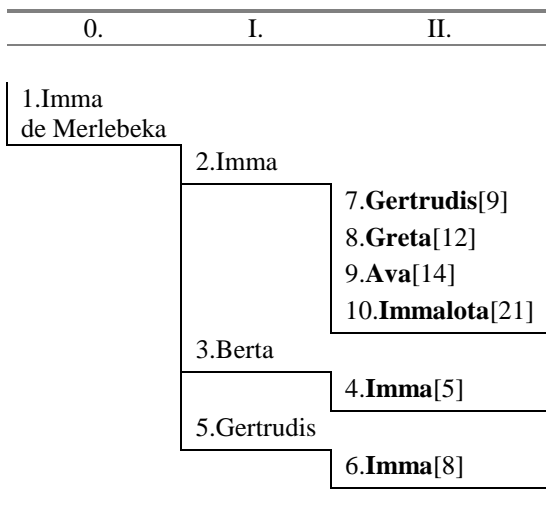 0. I. II.
1.Imma
de Merlebeka
2.Imma
7.Gertrudis[9]
8.Greta[12]
9.Ava[14]
10.Immalota[21]
3.Berta
4.Imma[5]
5.Gertrudis
6.Imma[8]